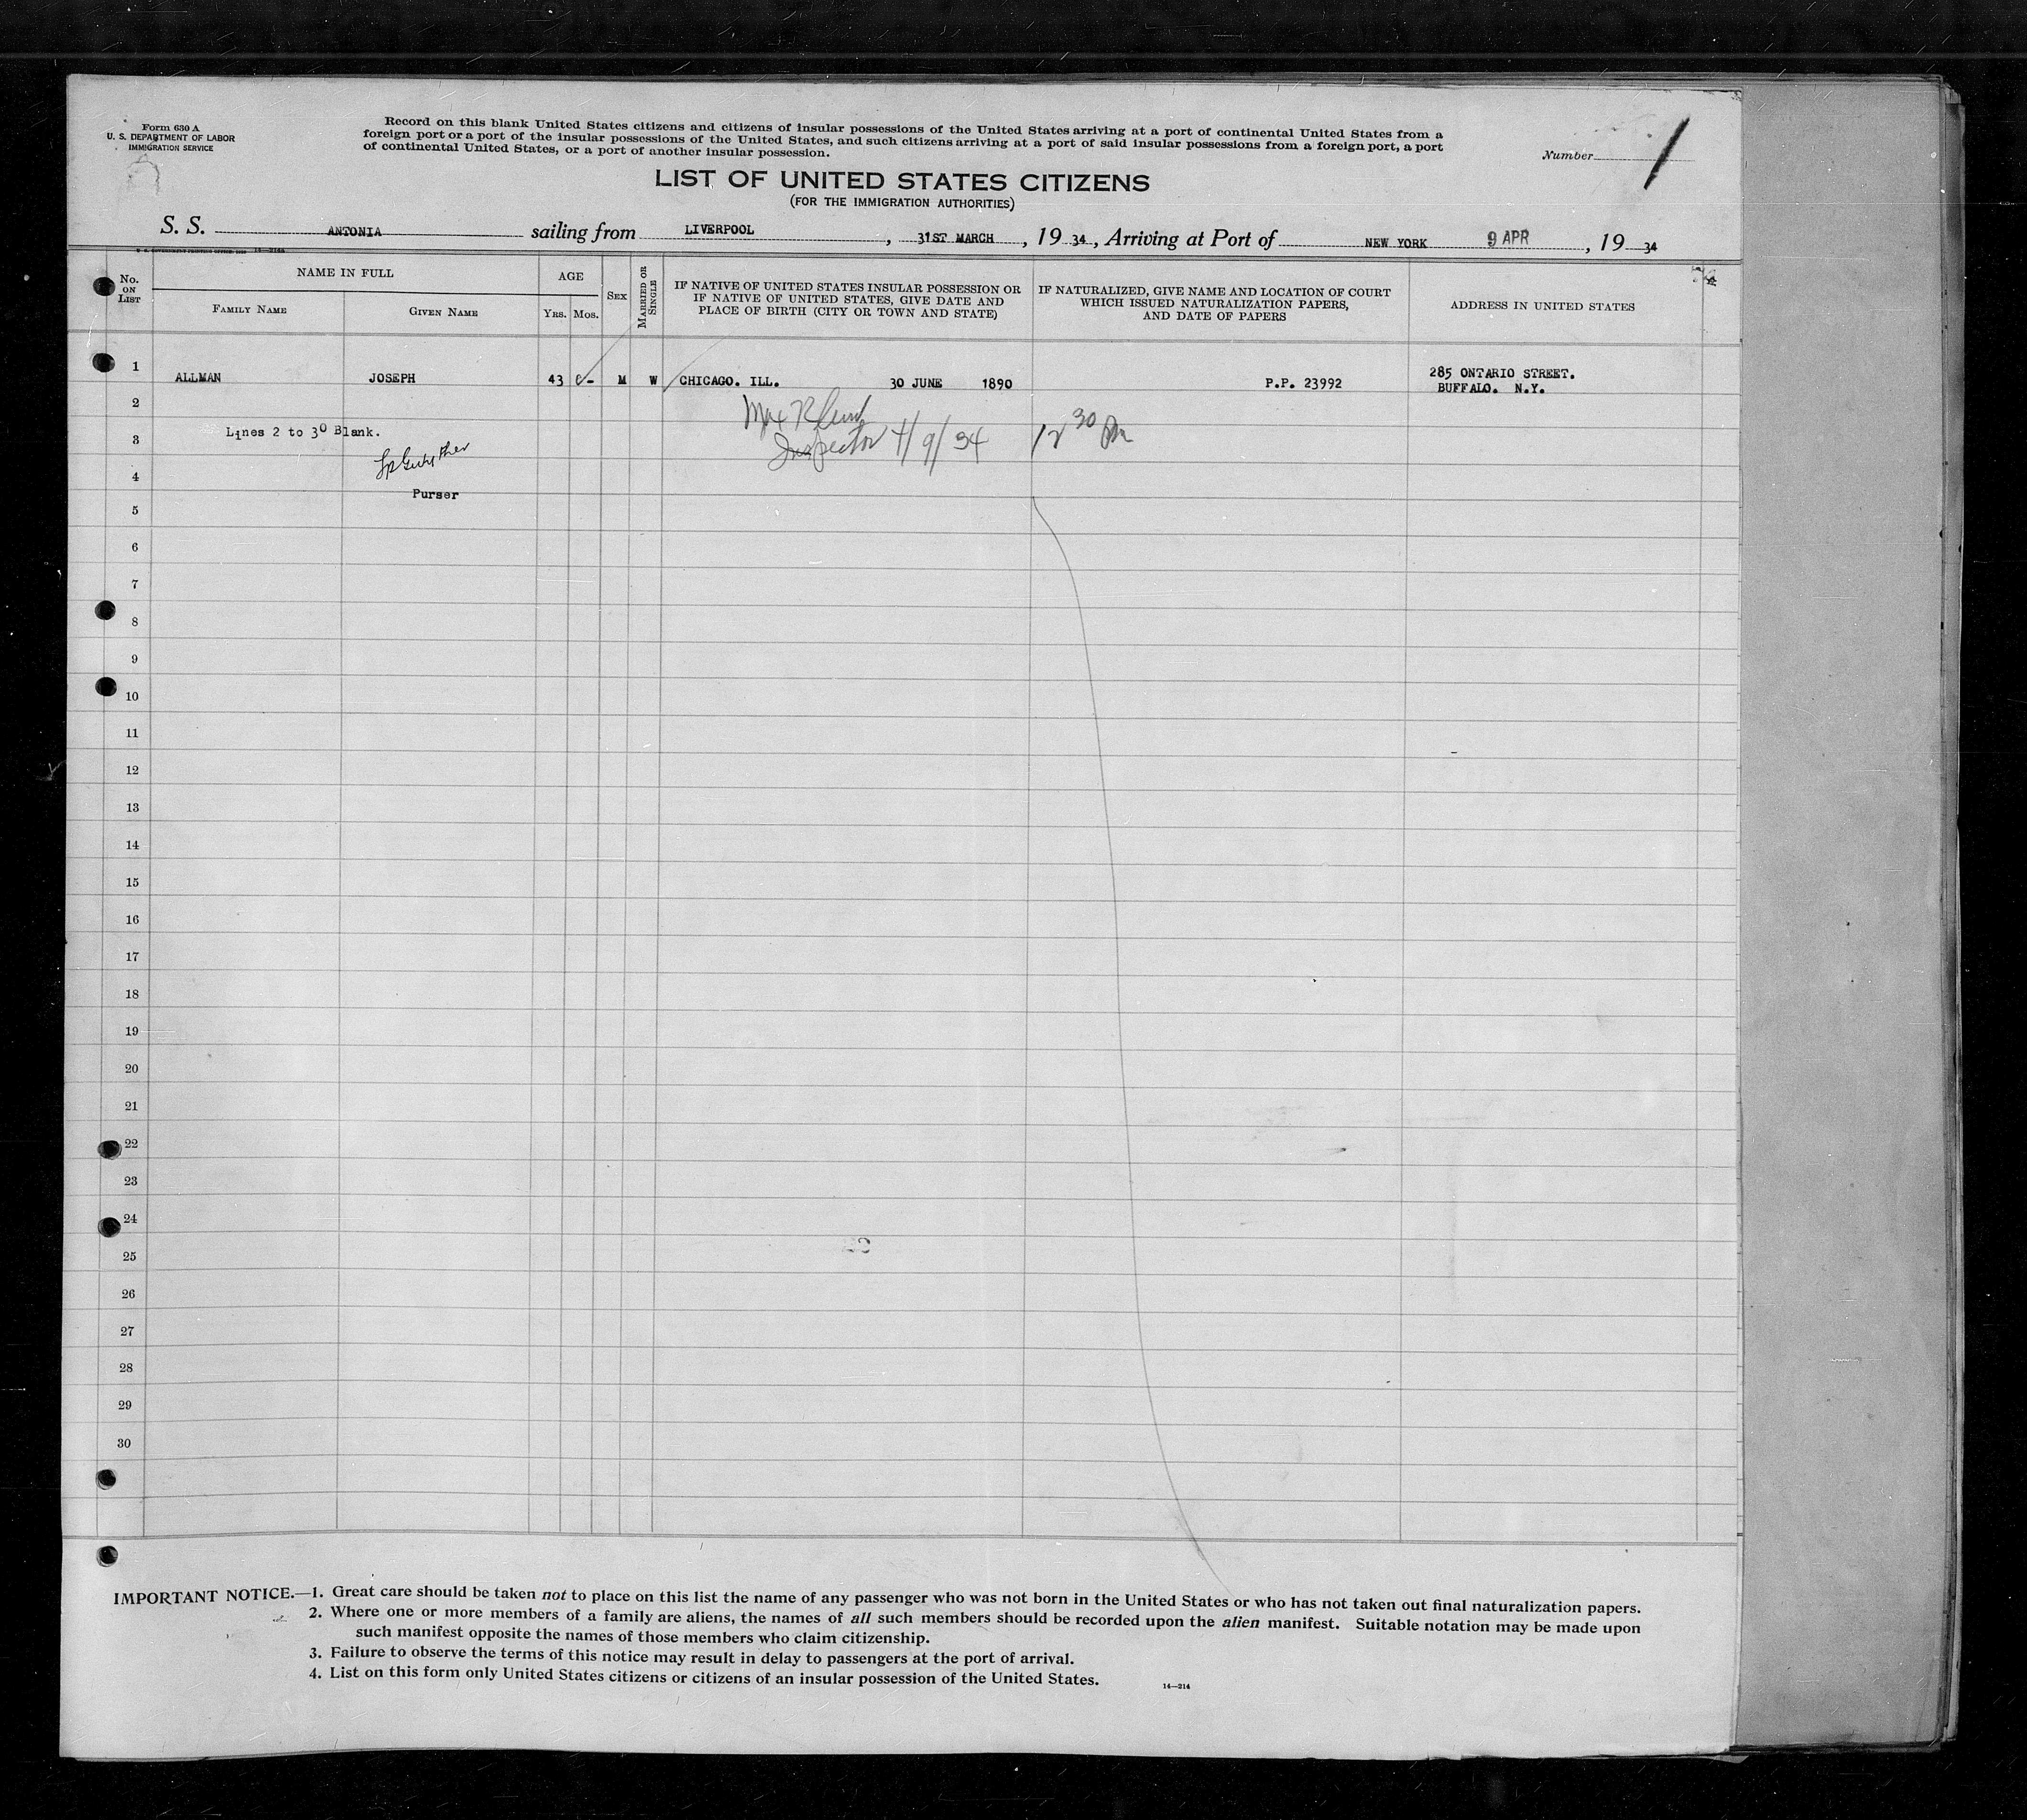 Form 630 A
U. S. DEPARTMENT OF LABOR
IMMIGRATION SERVICE
Record on this blank United States citizens and citizens of insular possessions of the United States arriving at a port of continental United States from a
foreign port or a port of the insular possessions of the United States, and such citizens arriving at a port of said insular possessions from a foreign port, a port
of continental United States, or a port of another insular possession.
Number 1
LIST OF UNITED STATES CITIZENS
(FOR THE IMMIGRATION AUTHORITIES)
S. S. ANTONIA sailing from LIVERPOOL, 31ST MARCH, 19 34, Arriving at Port of NEW YORK 9 APR, 19 34
No. ON LIST
NAME IN FULL
FAMILY NAME
GIVEN NAME
AGE
YRS. MOS.
SEX
MARRIED OR SINGLE
IF NATIVE OF UNITED STATES INSULAR POSSESSION OR
IF NATIVE OF UNITED STATES, GIVE DATE AND
PLACE OF BIRTH (CITY OR TOWN AND STATE)
IF NATURALIZED, GIVE NAME AND LOCATION OF COURT
WHICH ISSUED NATURALIZATION PAPERS,
AND DATE OF PAPERS
ADDRESS IN UNITED STATES
1 ALLMAN JOSEPH 43 - M W CHICAGO. ILL. 30 JUNE 1890 P.P. 23992 285 ONTARIO STREET.
BUFFALO. N.Y.
2
Lines 2 to 30 Blank.
3
Inspector 4/9/34 12 30 Pm
4
Purser
5
6
7
8
9
10
11
12
13
14
15
16
17
18
19
20
21
22
23
24
25
26
27
28
29
30
IMPORTANT NOTICE.—1. Great care should be taken not to place on this list the name of any passenger who was not born in the United States or who has not taken out final naturalization papers.
2. Where one or more members of a family are aliens, the names of all such members should be recorded upon the alien manifest. Suitable notation may be made upon
such manifest opposite the names of those members who claim citizenship.
3. Failure to observe the terms of this notice may result in delay to passengers at the port of arrival.
4. List on this form only United States citizens or citizens of an insular possession of the United States.
14—214